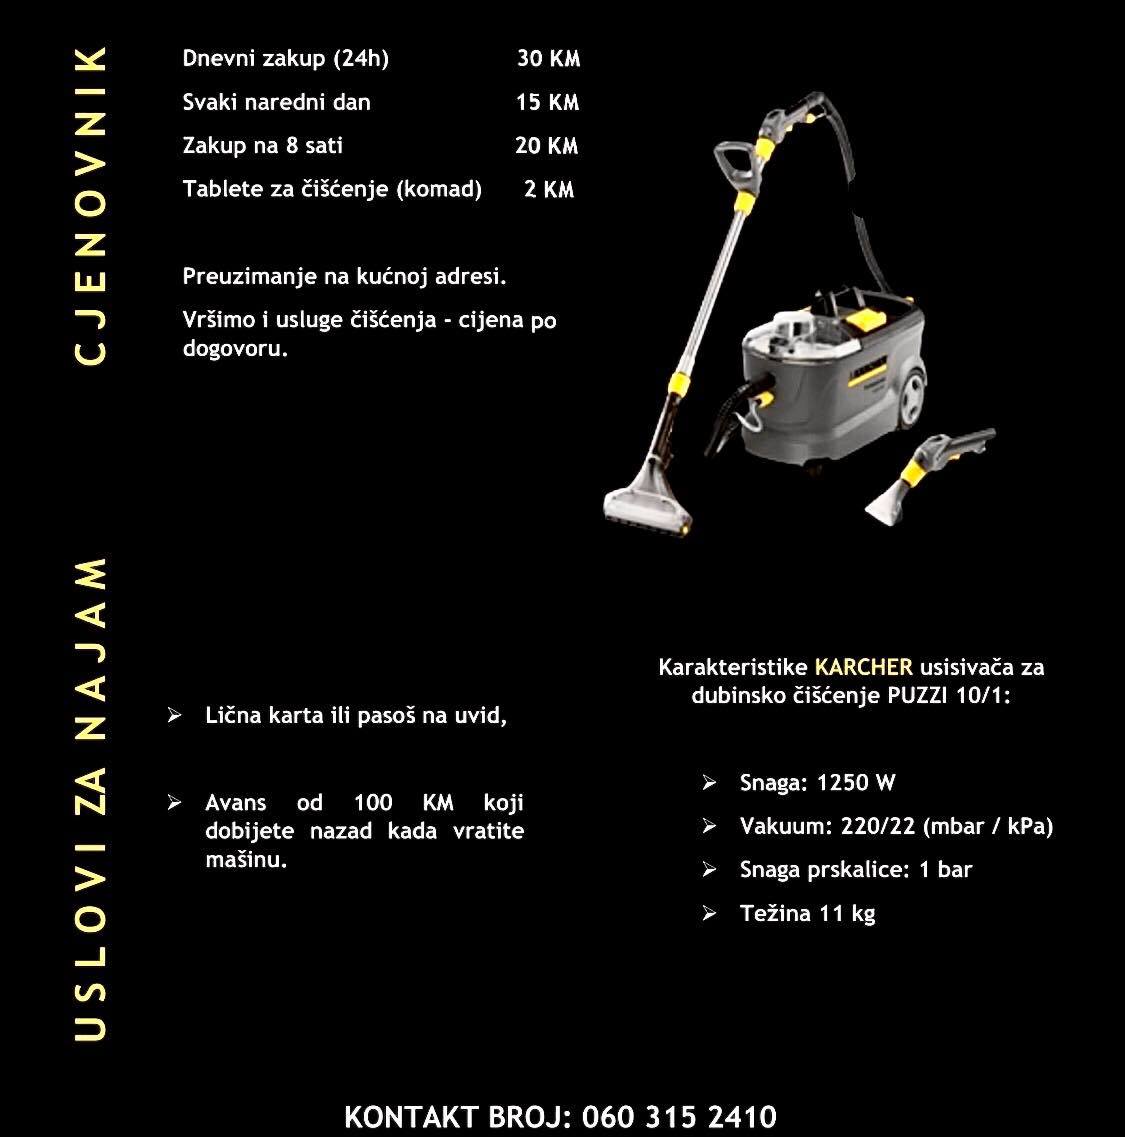 CJENOVNIK
Dnevni zakup (24h) 30 KM
Svaki naredni dan 15 KM
Zakup na 8 sati 20 KM
Tablete za čišćenje (komad) 2 KM
Preuzimanje na kućnoj adresi.
Vršimo i usluge čišćenja - cijena po
dogovoru.
KARCHER
USLOVI ZA NAJAM
➢ Lična karta ili pasoš na uvid,
➢ Avans od 100 KM koji
dobijete nazad kada vratite
mašinu.
Karakteristike KARCHER usisivača za
dubinsko čišćenje PUZZI 10/1:
➢ Snaga: 1250 W
➢ Vakuum: 220/22 (mbar / kPa)
➢ Snaga prskalice: 1 bar
➢ Težina 11 kg
KONTAKT BROJ: 060 315 2410